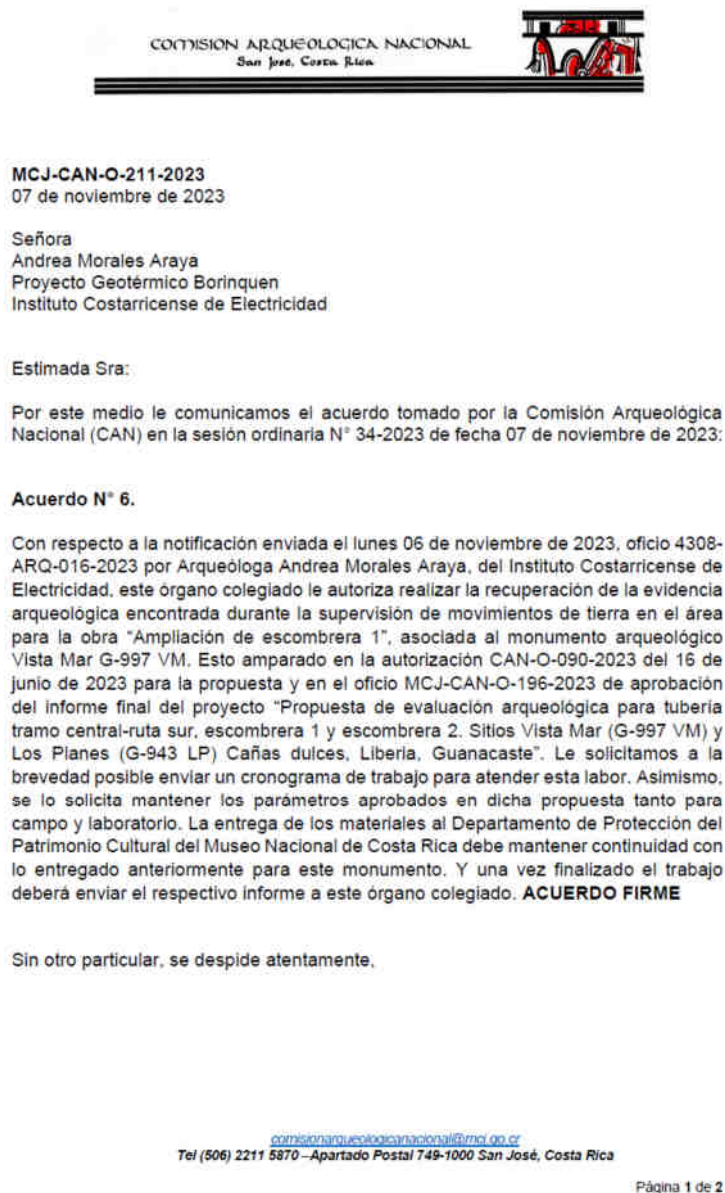 COMISION ARQUEOLOGICA NACIONAL
San José, Costa Rica
MCJ-CAN-O-211-2023
07 de noviembre de 2023
Señora
Andrea Morales Araya
Proyecto Geotérmico Borinquen
Instituto Costarricense de Electricidad
Estimada Sra:
Por este medio le comunicamos el acuerdo tomado por la Comisión Arqueológica
Nacional (CAN) en la sesión ordinaria N° 34-2023 de fecha 07 de noviembre de 2023:
Acuerdo N° 6.
Con respecto a la notificación enviada el lunes 06 de noviembre de 2023, oficio 4308-
ARQ-016-2023 por Arqueóloga Andrea Morales Araya, del Instituto Costarricense de
Electricidad, este órgano colegiado le autoriza realizar la recuperación de la evidencia
arqueológica encontrada durante la supervisión de movimientos de tierra en el área
para la obra “Ampliación de escombrera 1”, asociada al monumento arqueológico
Vista Mar G-997 VM. Esto amparado en la autorización CAN-O-090-2023 del 16 de
junio de 2023 para la propuesta y en el oficio MCJ-CAN-O-196-2023 de aprobación
del informe final del proyecto “Propuesta de evaluación arqueológica para tubería
tramo central-ruta sur, escombrera 1 y escombrera 2. Sitios Vista Mar (G-997 VM) y
Los Planes (G-943 LP) Cañas dulces, Liberia, Guanacaste”. Le solicitamos a la
brevedad posible enviar un cronograma de trabajo para atender esta labor. Asimismo,
se lo solicita mantener los parámetros aprobados en dicha propuesta tanto para
campo y laboratorio. La entrega de los materiales al Departamento de Protección del
Patrimonio Cultural del Museo Nacional de Costa Rica debe mantener continuidad con
lo entregado anteriormente para este monumento. Y una vez finalizado el trabajo
deberá enviar el respectivo informe a este órgano colegiado. ACUERDO FIRME
Sin otro particular, se despide atentamente,
comisionarqueologicanacional@mcj.go.cr
Tel (506) 2211 5870 –Apartado Postal 749-1000 San José, Costa Rica
Página 1 de 2